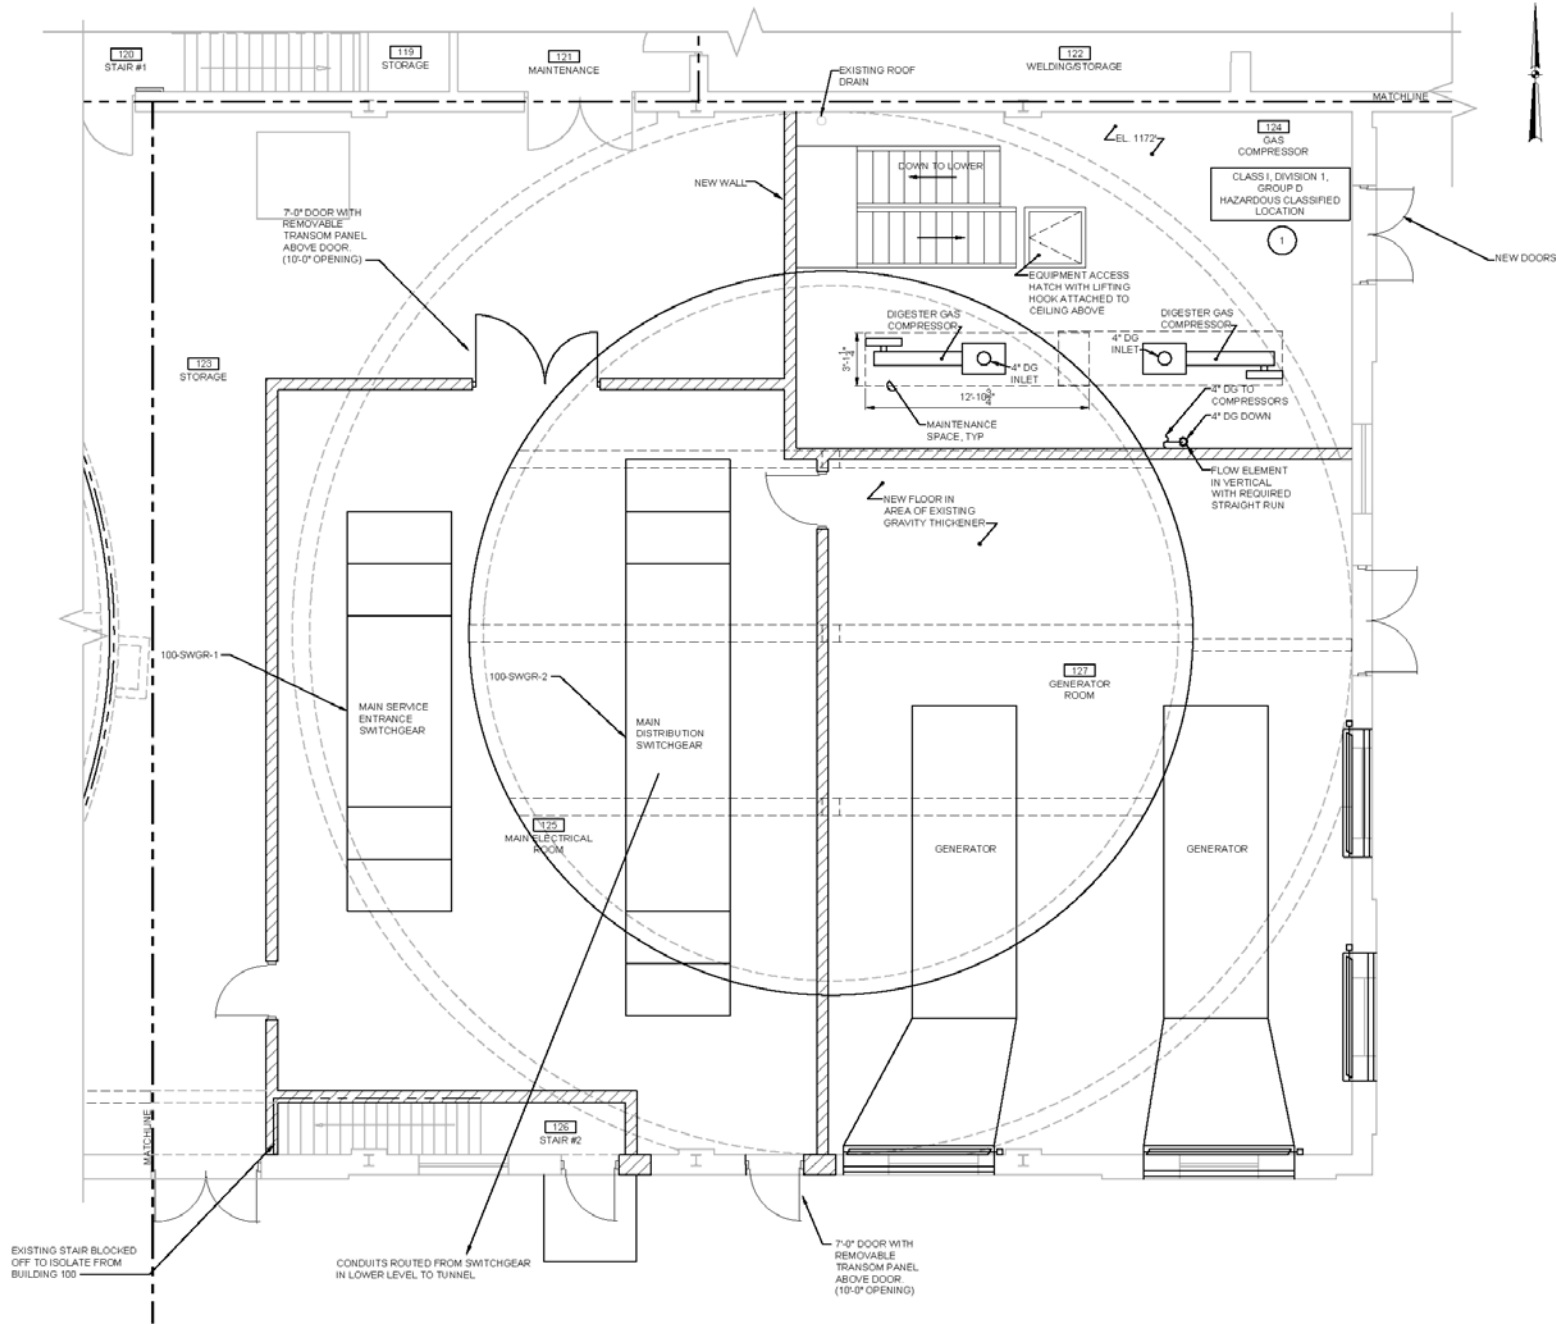 120
STAIR #1
119
STORAGE
121
MAINTENANCE
122
WELDING/STORAGE
EXISTING ROOF
DRAIN
MATCHLINE
EL. 1172'
124
GAS
COMPRESSOR
CLASS I, DIVISION 1,
GROUP D
HAZARDOUS CLASSIFIED
LOCATION
1
NEW DOORS
DOWN TO LOWER
NEW WALL
7'-0" DOOR WITH
REMOVABLE
TRANSOM PANEL
ABOVE DOOR.
(10'-0" OPENING)
EQUIPMENT ACCESS
HATCH WITH LIFTING
HOOK ATTACHED TO
CEILING ABOVE
DIGESTER GAS
COMPRESSOR
DIGESTER GAS
COMPRESSOR
4" DG
INLET
4" DG
INLET
3'-1 1/4"
12'-10 3/4"
MAINTENANCE
SPACE, TYP
4" DG TO
COMPRESSORS
4" DG DOWN
FLOW ELEMENT
IN VERTICAL
WITH REQUIRED
STRAIGHT RUN
123
STORAGE
NEW FLOOR IN
AREA OF EXISTING
GRAVITY THICKENER
100-SWGR-1
100-SWGR-2
MAIN SERVICE
ENTRANCE
SWITCHGEAR
MAIN
DISTRIBUTION
SWITCHGEAR
127
GENERATOR
ROOM
125
MAIN ELECTRICAL
ROOM
GENERATOR
GENERATOR
MATCHLINE
126
STAIR #2
EXISTING STAIR BLOCKED
OFF TO ISOLATE FROM
BUILDING 100
CONDUITS ROUTED FROM SWITCHGEAR
IN LOWER LEVEL TO TUNNEL
7'-0" DOOR WITH
REMOVABLE
TRANSOM PANEL
ABOVE DOOR.
(10'-0" OPENING)